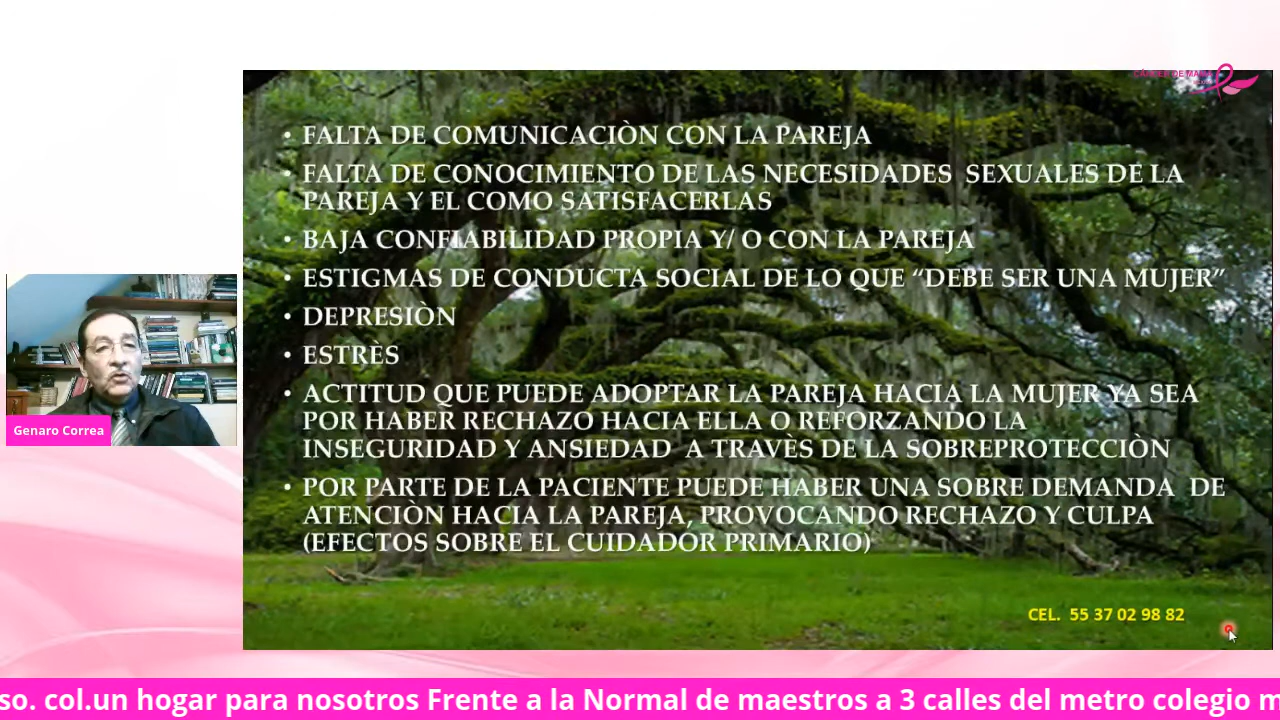 CÁNCER DE MAMA
• FALTA DE COMUNICACIÒN CON LA PAREJA
• FALTA DE CONOCIMIENTO DE LAS NECESIDADES SEXUALES DE LA
PAREJA Y EL COMO SATISFACERLAS
• BAJA CONFIABILIDAD PROPIA Y/ O CON LA PAREJA
• ESTIGMAS DE CONDUCTA SOCIAL DE LO QUE “DEBE SER UNA MUJER”
• DEPRESIÒN
• ESTRÈS
• ACTITUD QUE PUEDE ADOPTAR LA PAREJA HACIA LA MUJER YA SEA
POR HABER RECHAZO HACIA ELLA O REFORZANDO LA
INSEGURIDAD Y ANSIEDAD A TRAVÈS DE LA SOBREPROTECCIÒN
• POR PARTE DE LA PACIENTE PUEDE HABER UNA SOBRE DEMANDA DE
ATENCIÒN HACIA LA PAREJA, PROVOCANDO RECHAZO Y CULPA
(EFECTOS SOBRE EL CUIDADOR PRIMARIO)
Genaro Correa
CEL. 55 37 02 98 82
so. col.un hogar para nosotros Frente a la Normal de maestros a 3 calles del metro colegio m